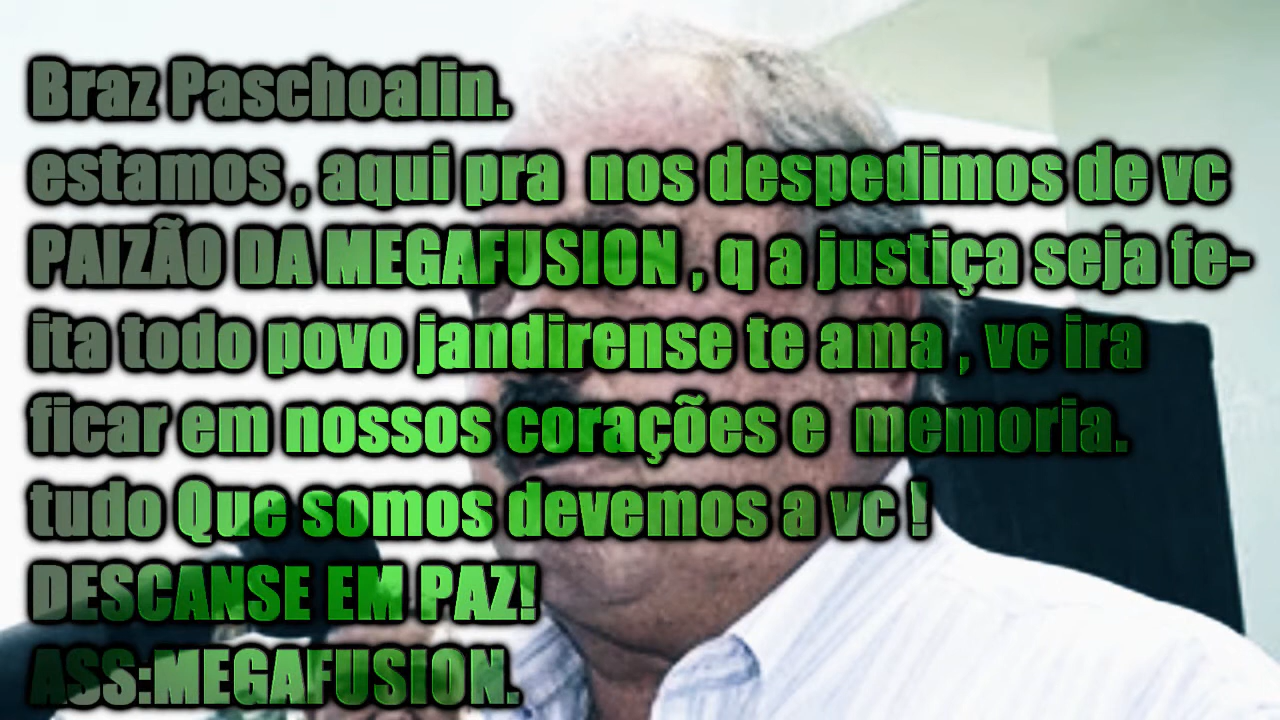 Braz Paschoalin.
estamos , aqui pra nos despedimos de vc
PAIZÃO DA MEGAFUSION , q a justiça seja fe-
ita todo povo jandirense te ama , vc ira
ficar em nossos corações e memoria.
tudo Que somos devemos a vc !
DESCANSE EM PAZ!
ASS:MEGAFUSION.